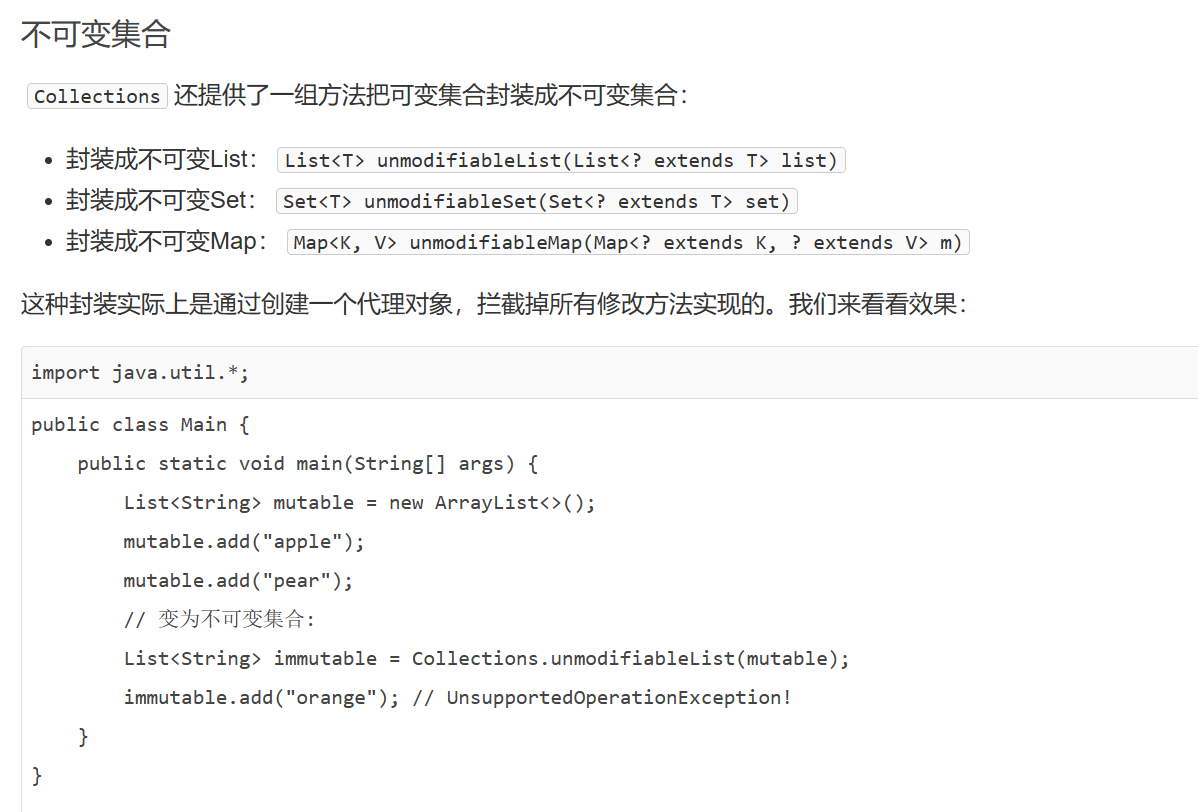 不可变集合
Collections 还提供了一组方法把可变集合封装成不可变集合：
封装成不可变List： List<T> unmodifiableList(List<? extends T> list)
封装成不可变Set： Set<T> unmodifiableSet(Set<? extends T> set)
封装成不可变Map： Map<K, V> unmodifiableMap(Map<? extends K, ? extends V> m)
这种封装实际上是通过创建一个代理对象，拦截掉所有修改方法实现的。我们来看看效果：
import java.util.*;
public class Main {
    public static void main(String[] args) {
        List<String> mutable = new ArrayList<>();
        mutable.add("apple");
        mutable.add("pear");
        // 变为不可变集合:
        List<String> immutable = Collections.unmodifiableList(mutable);
        immutable.add("orange"); // UnsupportedOperationException!
    }
}